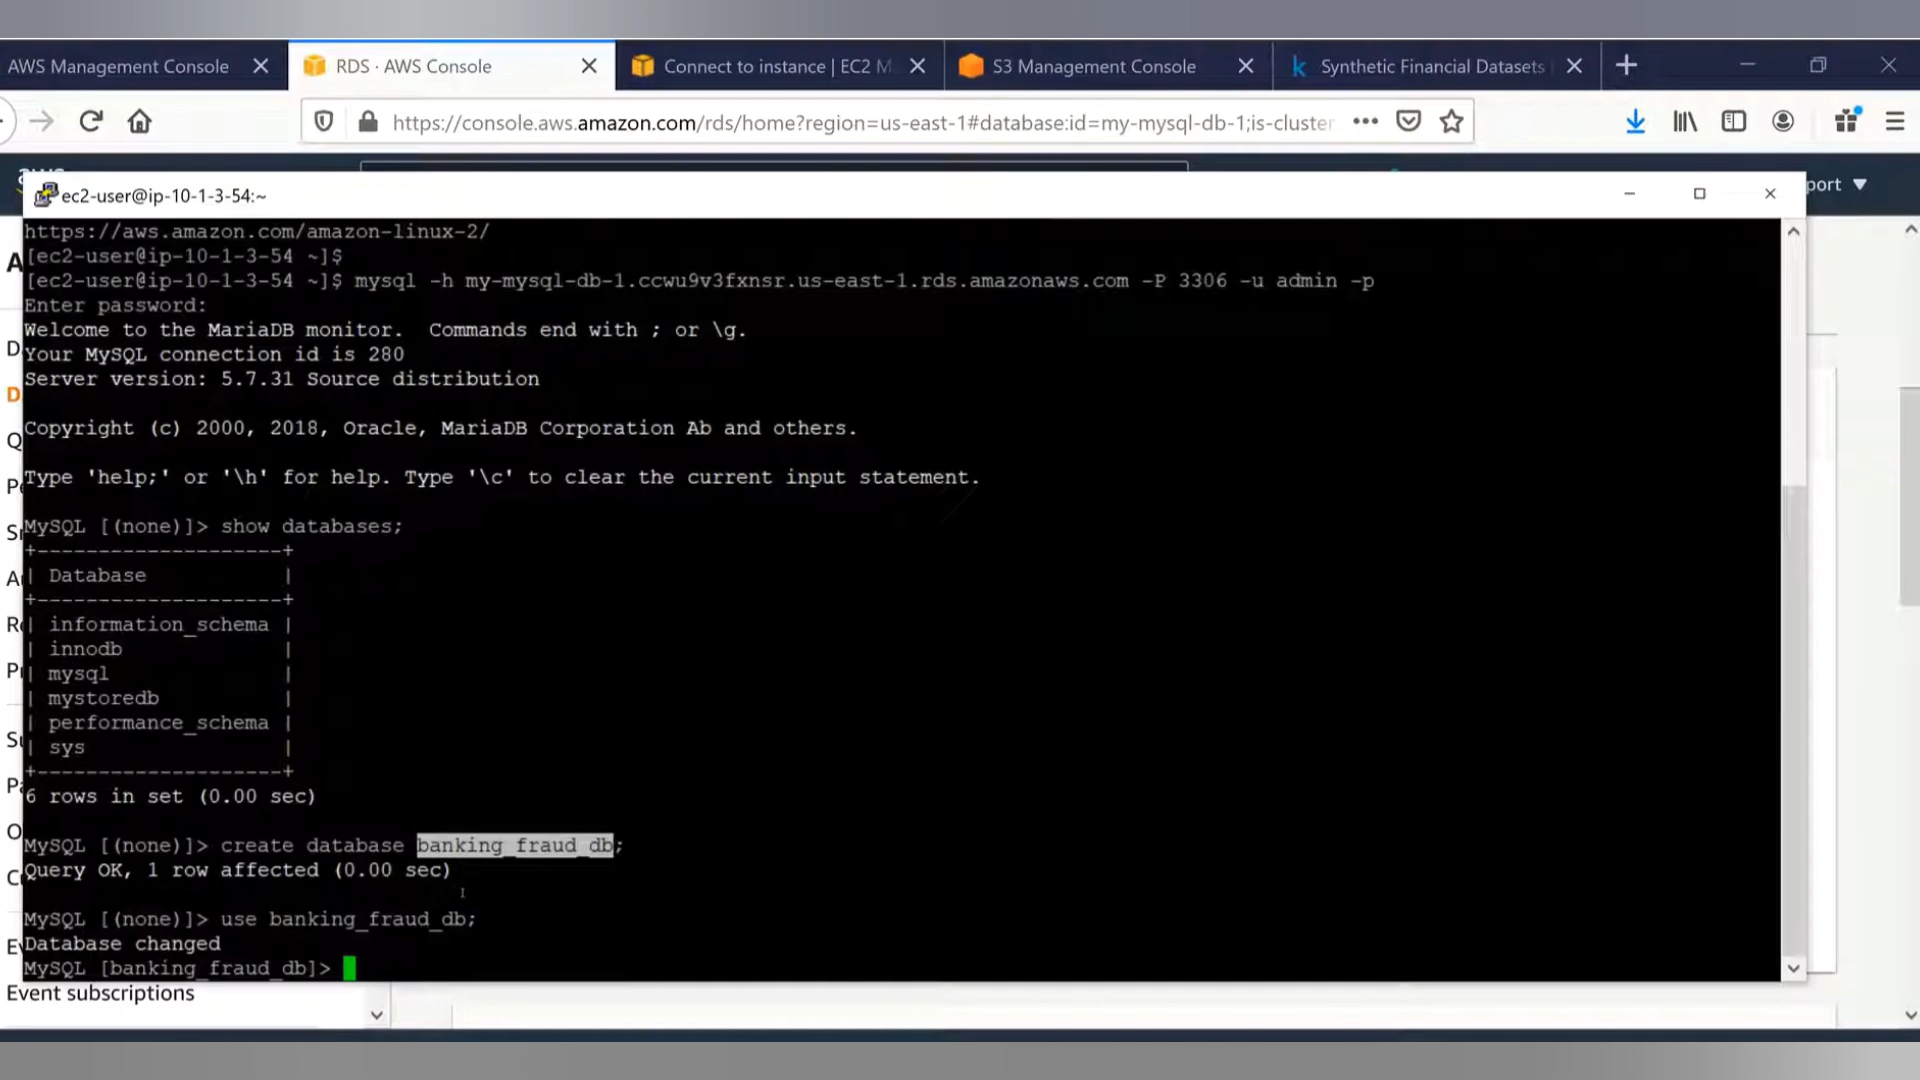 AWS Management Console
RDS · AWS Console
Connect to instance | EC2 M
S3 Management Console
Synthetic Financial Datasets
https://console.aws.amazon.com/rds/home?region=us-east-1#database:id=my-mysql-db-1;is-cluster
port
ec2-user@ip-10-1-3-54:~
https://aws.amazon.com/amazon-linux-2/
[ec2-user@ip-10-1-3-54 ~]$
[ec2-user@ip-10-1-3-54 ~]$ mysql -h my-mysql-db-1.ccwu9v3fxnsr.us-east-1.rds.amazonaws.com -P 3306 -u admin -p
Enter password:
Welcome to the MariaDB monitor.  Commands end with ; or \g.
Your MySQL connection id is 280
Server version: 5.7.31 Source distribution
Copyright (c) 2000, 2018, Oracle, MariaDB Corporation Ab and others.
Type 'help;' or '\h' for help. Type '\c' to clear the current input statement.
MySQL [(none)]> show databases;
+--------------------+
| Database           |
+--------------------+
| information_schema |
| innodb             |
| mysql              |
| mystoredb          |
| performance_schema |
| sys                |
+--------------------+
6 rows in set (0.00 sec)
MySQL [(none)]> create database banking_fraud_db;
Query OK, 1 row affected (0.00 sec)
MySQL [(none)]> use banking_fraud_db;
Database changed
MySQL [banking_fraud_db]>
Event subscriptions